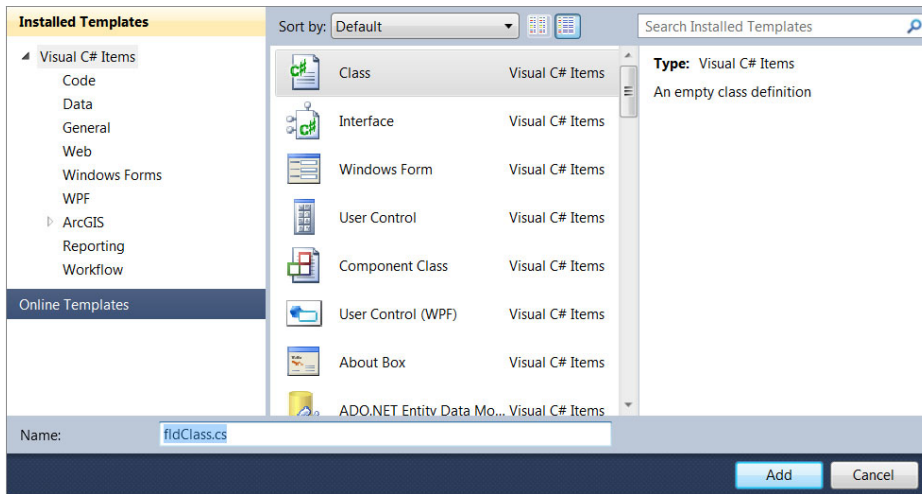 Installed Templates
Sort by: Default
Search Installed Templates
Visual C# Items
Code
Data
General
Web
Windows Forms
WPF
ArcGIS
Reporting
Workflow
Online Templates
Class Visual C# Items
Interface Visual C# Items
Windows Form Visual C# Items
User Control Visual C# Items
Component Class Visual C# Items
User Control (WPF) Visual C# Items
About Box Visual C# Items
ADO.NET Entity Data Mo... Visual C# Items
Type: Visual C# Items
An empty class definition
Name: fldClass.cs
Add Cancel